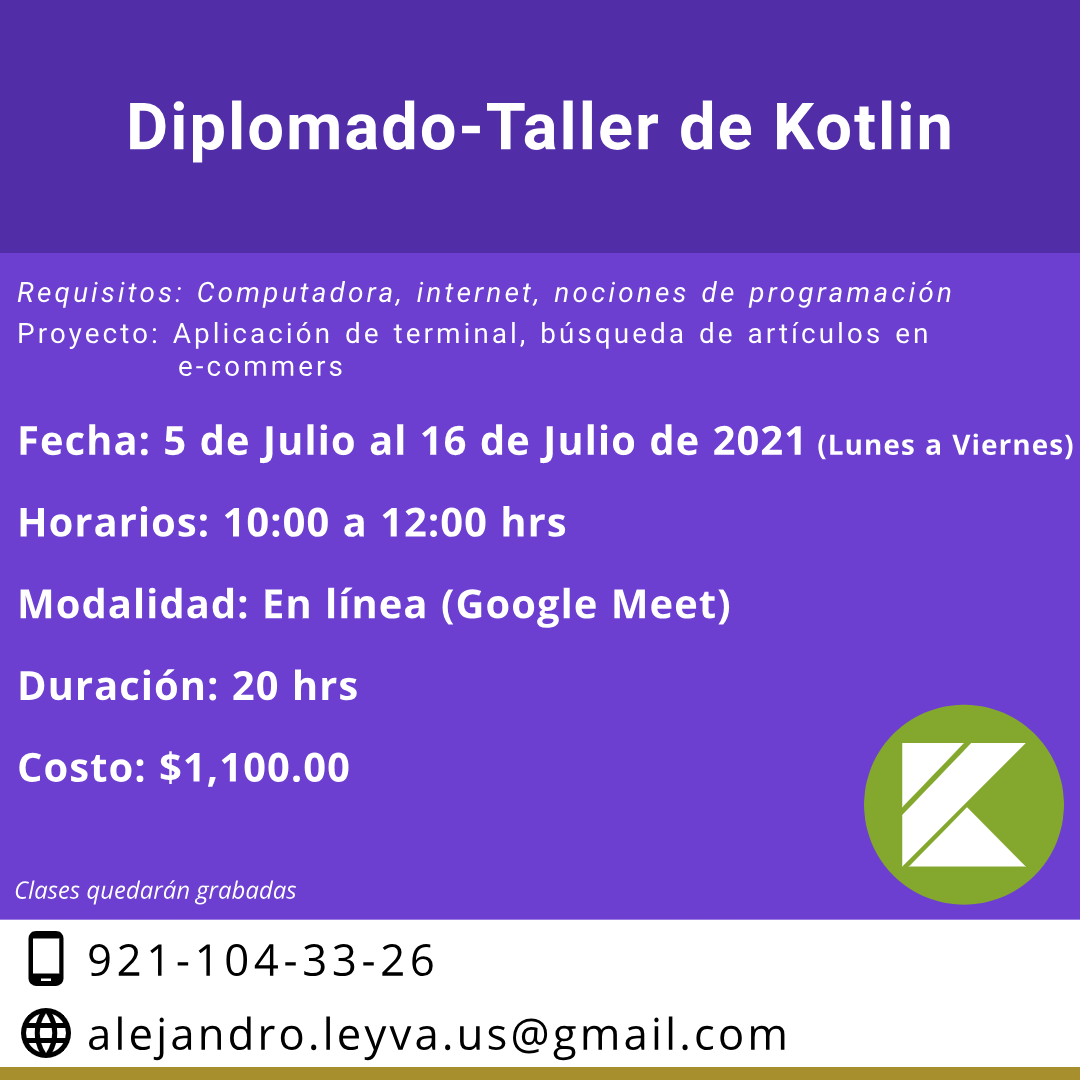 Diplomado-Taller de Kotlin
Requisitos: Computadora, internet, nociones de programación
Proyecto: Aplicación de terminal, búsqueda de artículos en
e-commers
Fecha: 5 de Julio al 16 de Julio de 2021 (Lunes a Viernes)
Horarios: 10:00 a 12:00 hrs
Modalidad: En línea (Google Meet)
Duración: 20 hrs
Costo: $1,100.00
Clases quedarán grabadas
921-104-33-26
alejandro.leyva.us@gmail.com